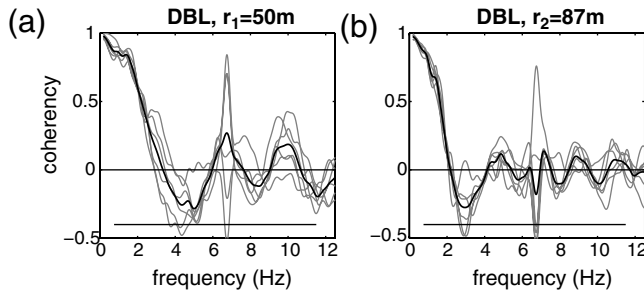 (a) DBL, r₁=50m
coherency
1
0.5
0
−0.5
0 2 4 6 8 10 12
frequency (Hz)
(b) DBL, r₂=87m
1
0.5
0
−0.5
0 2 4 6 8 10 12
frequency (Hz)